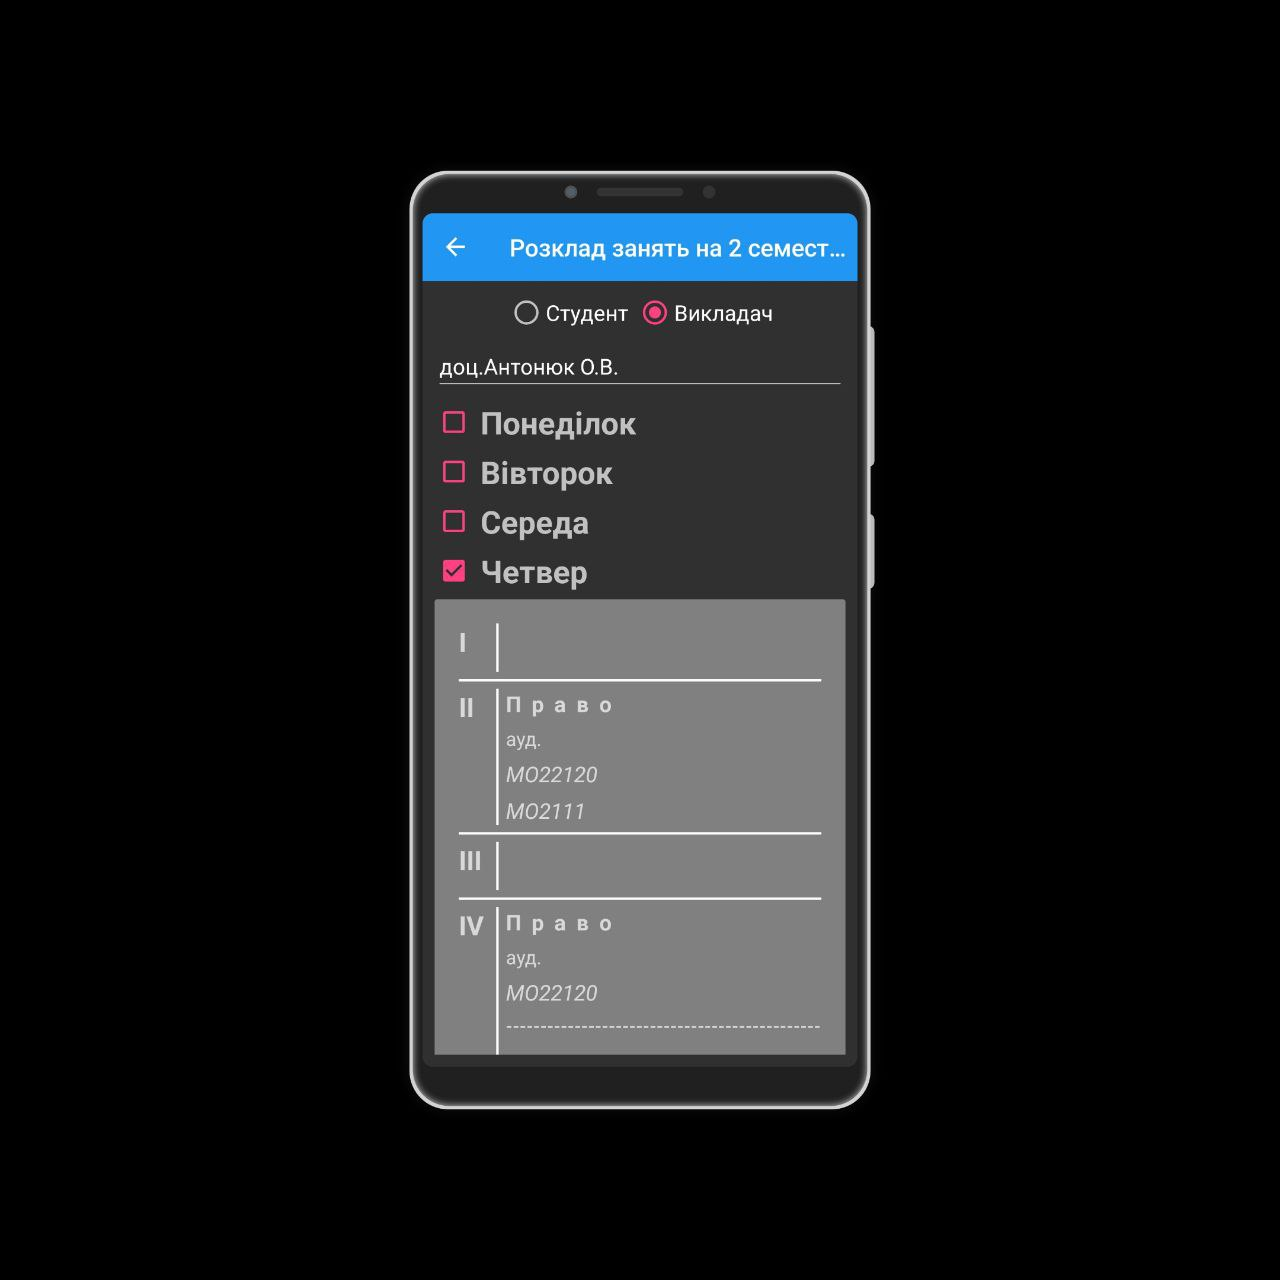 Розклад занять на 2 семест...
Студент Викладач
доц.Антонюк О.В.
Понеділок
Вівторок
Середа
Четвер
I
II П р а в о
ауд.
МО22120
МО2111
III
IV П р а в о
ауд.
МО22120
----------------------------------------------